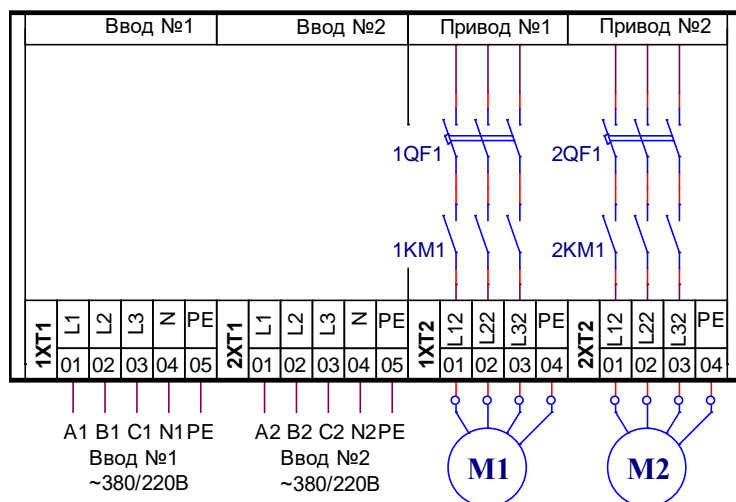 Ввод №1 Ввод №2 Привод №1 Привод №2
1QF1 2QF1
1KM1 2KM1
1XT1 L1 L2 L3 N PE 2XT1 L1 L2 L3 N PE 1XT2 L12 L22 L32 PE 2XT2 L12 L22 L32 PE
01 02 03 04 05 01 02 03 04 05 01 02 03 04 01 02 03 04
A1 B1 C1 N1 PE A2 B2 C2 N2 PE
Ввод №1 Ввод №2
~380/220В ~380/220В
M1 M2